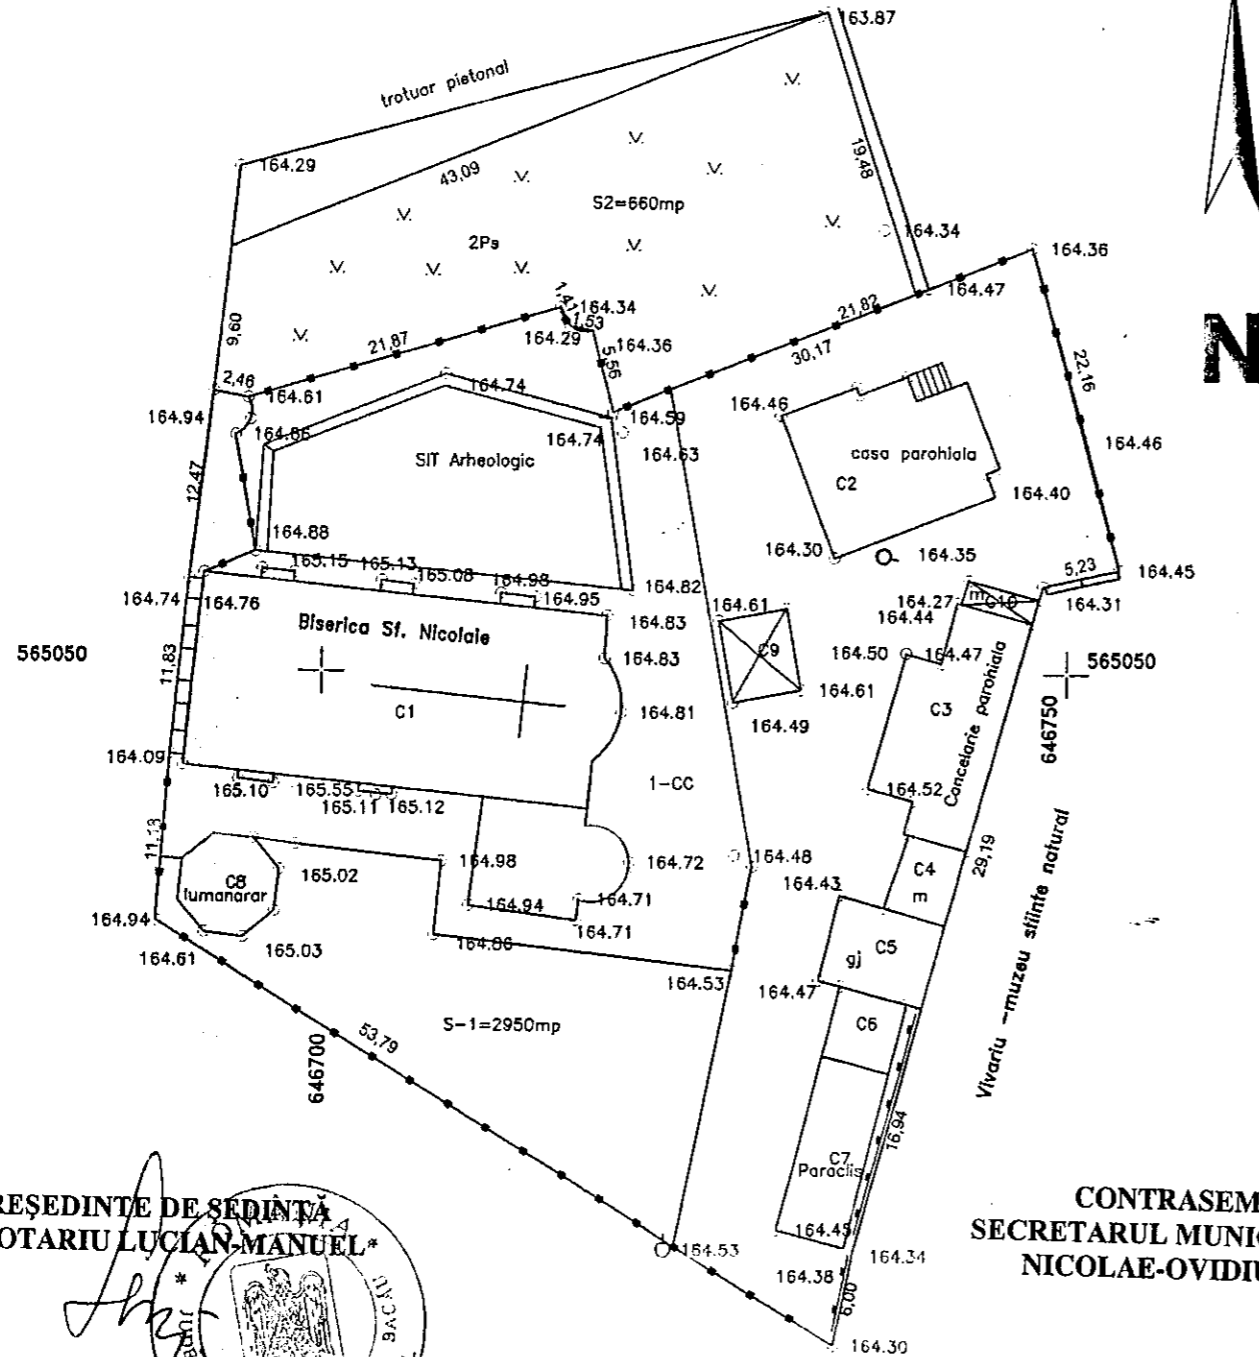 163.87
trotuar pietonal
164.29
43,09
19,48
S2=660mp
2Ps
164.34
164.36
164.47
21,82
30,17
9,60
21,87
1,41
164.34
1,53
164.29
164.36
5,56
22,16
2,46
164.61
164.74
164.59
164.46
164.94
164.86
164.74
164.63
164.46
SIT Arheologic
casa parohiala
C2
12,47
164.40
164.88
164.30
164.35
165.15
165.13
165.08
164.98
164.95
164.82
5,23
164.45
164.74
164.76
164.61
164.27
m
C10
164.31
164.44
Biserica Sf. Nicolaie
164.83
565050
11,83
164.83
C9
164.50
164.47
565050
164.61
C1
164.81
164.49
C3
Cancelarie parohiala
646750
164.09
165.10
165.55
165.11
165.12
1-CC
164.52
11,13
164.98
164.72
164.48
29,19
C8
lumanarar
165.02
164.43
C4
m
164.94
164.94
164.71
164.71
164.61
165.03
164.86
C5
gj
164.53
164.47
S-1=2950mp
53,79
C6
646700
Vivariu -muzeu stiinte natural
16,94
C7
Paraclis
REŞEDINTE DE ŞEDINŢĂ
OTARIU LUCIAN-MANUEL
CONTRASEM
SECRETARUL MUNIC
NICOLAE-OVIDIU
164.45
164.53
164.34
164.38
6,00
164.30
N
ROMÂNIA
BACĂU